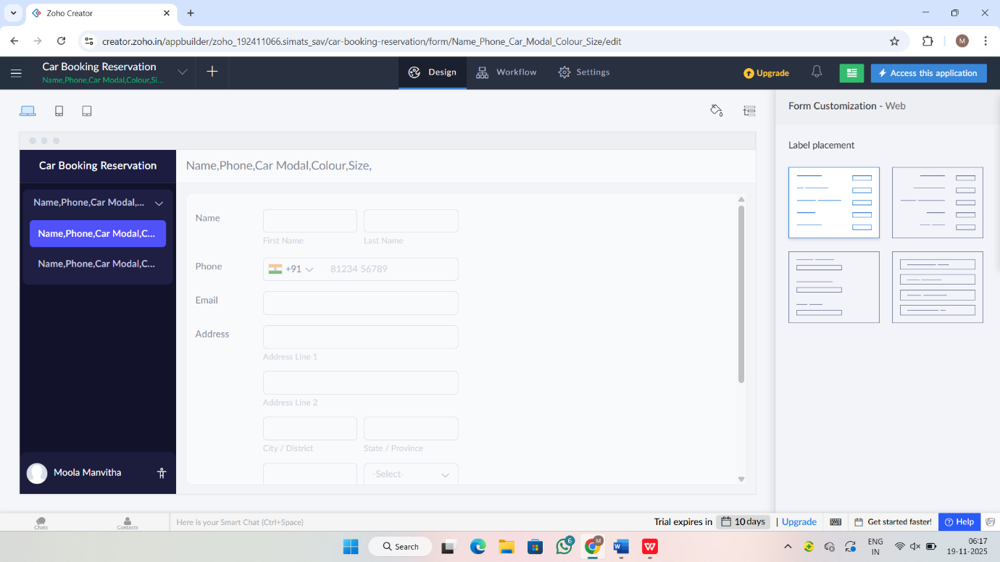 Zoho Creator
creator.zoho.in/appbuilder/zoho_192411066.simats_sav/car-booking-reservation/form/Name_Phone_Car_Modal_Colour_Size/edit
M
Car Booking Reservation
Name,Phone,Car Modal,Colour,Si...
Design
Workflow
Settings
Upgrade
Access this application
Form Customization - Web
Label placement
Car Booking Reservation
Name,Phone,Car Modal,...
Name,Phone,Car Modal,C...
Name,Phone,Car Modal,C...
Moola Manvitha
Name,Phone,Car Modal,Colour,Size,
Name
First Name
Last Name
Phone
+91
81234 56789
Email
Address
Address Line 1
Address Line 2
City / District
State / Province
-Select-
Chats
Contacts
Here is your Smart Chat (Ctrl+Space)
Trial expires in
10 days
| Upgrade
Get started faster!
Help
Search
6
M
ENG
IN
06:17
19-11-2025